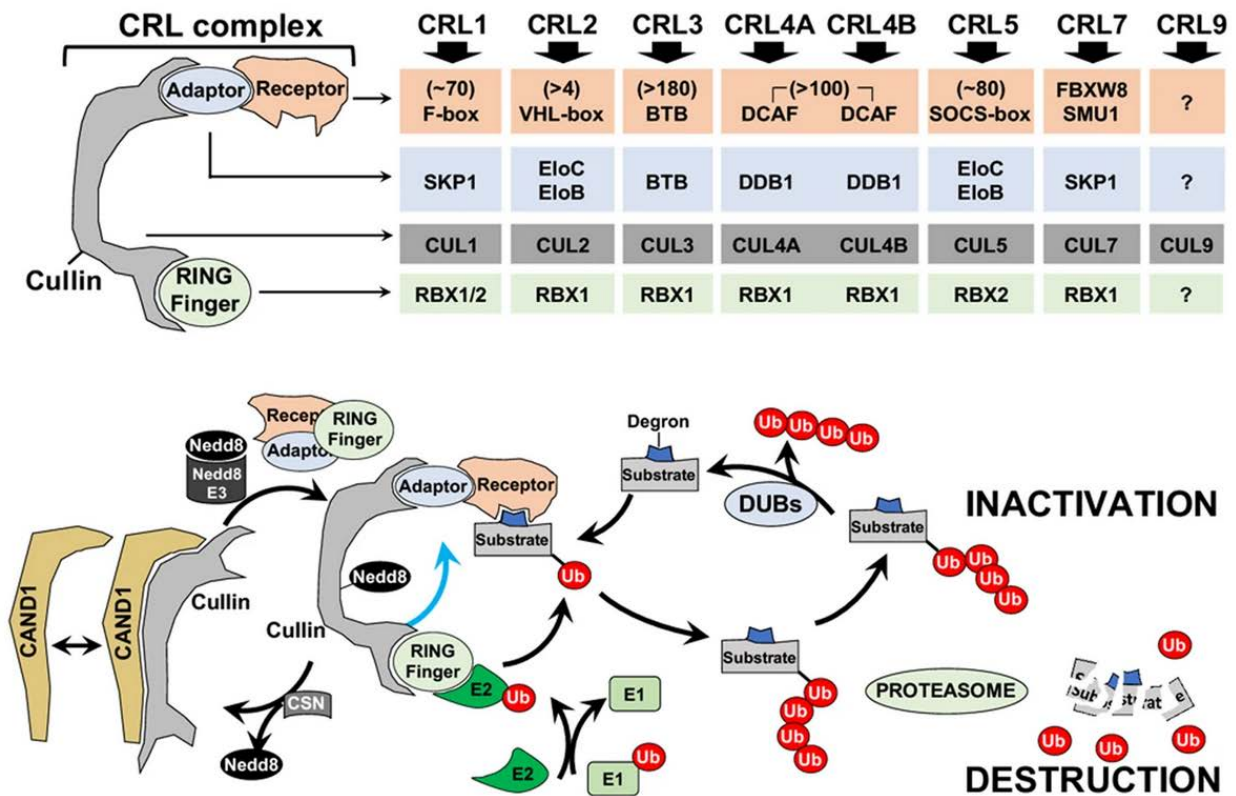 CRL complex
CRL1 CRL2 CRL3 CRL4A CRL4B CRL5 CRL7 CRL9
Adaptor Receptor
(~70) (>4) (>180) (>100) (~80) FBXW8
F-box VHL-box BTB DCAF DCAF SOCS-box SMU1 ?
SKP1 EloC BTB DDB1 DDB1 EloC SKP1 ?
EloB EloB
CUL1 CUL2 CUL3 CUL4A CUL4B CUL5 CUL7 CUL9
Cullin
RING
Finger
RBX1/2 RBX1 RBX1 RBX1 RBX1 RBX2 RBX1 ?
Nedd8
Nedd8
E3
RING
Finger
Adaptor Receptor
Substrate
Ub
Nedd8
Cullin
RING
Finger
E2 Ub
CAND1
CAND1
Cullin
CSN
Nedd8
E2
E1 Ub
E1
Degron
Substrate
Ub Ub Ub Ub
DUBs
Substrate
Ub Ub Ub Ub
INACTIVATION
Substrate
Ub Ub Ub Ub
PROTEASOME
Ub
Ub Ub Ub
DESTRUCTION